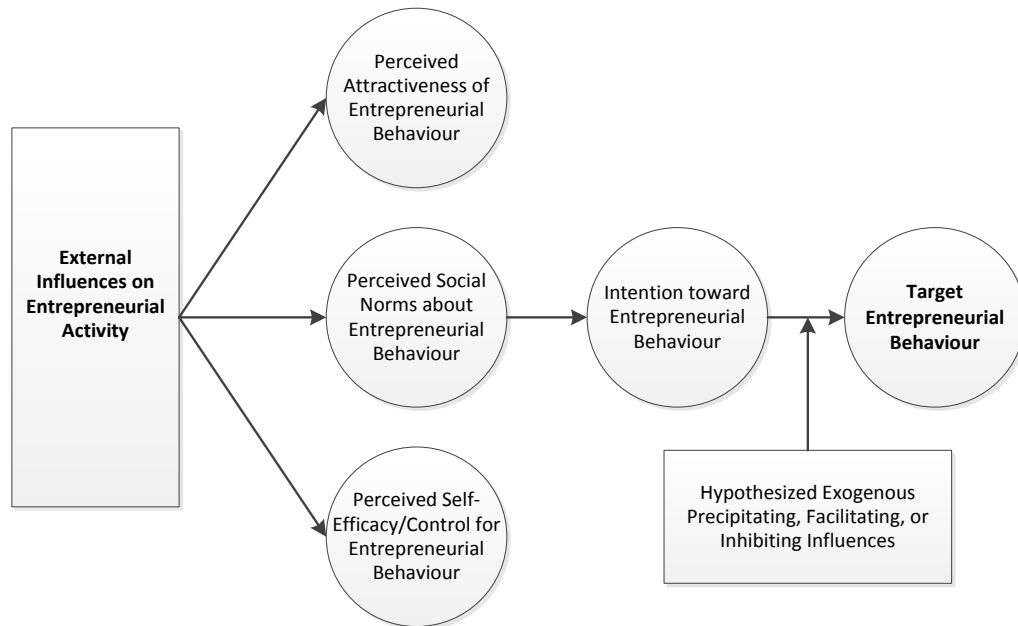 Perceived
Attractiveness of
Entrepreneurial
Behaviour
External
Influences on
Entrepreneurial
Activity
Perceived Social
Norms about
Entrepreneurial
Behaviour
Intention toward
Entrepreneurial
Behaviour
Target
Entrepreneurial
Behaviour
Perceived Self-
Efficacy/Control for
Entrepreneurial
Behaviour
Hypothesized Exogenous
Precipitating, Facilitating, or
Inhibiting Influences